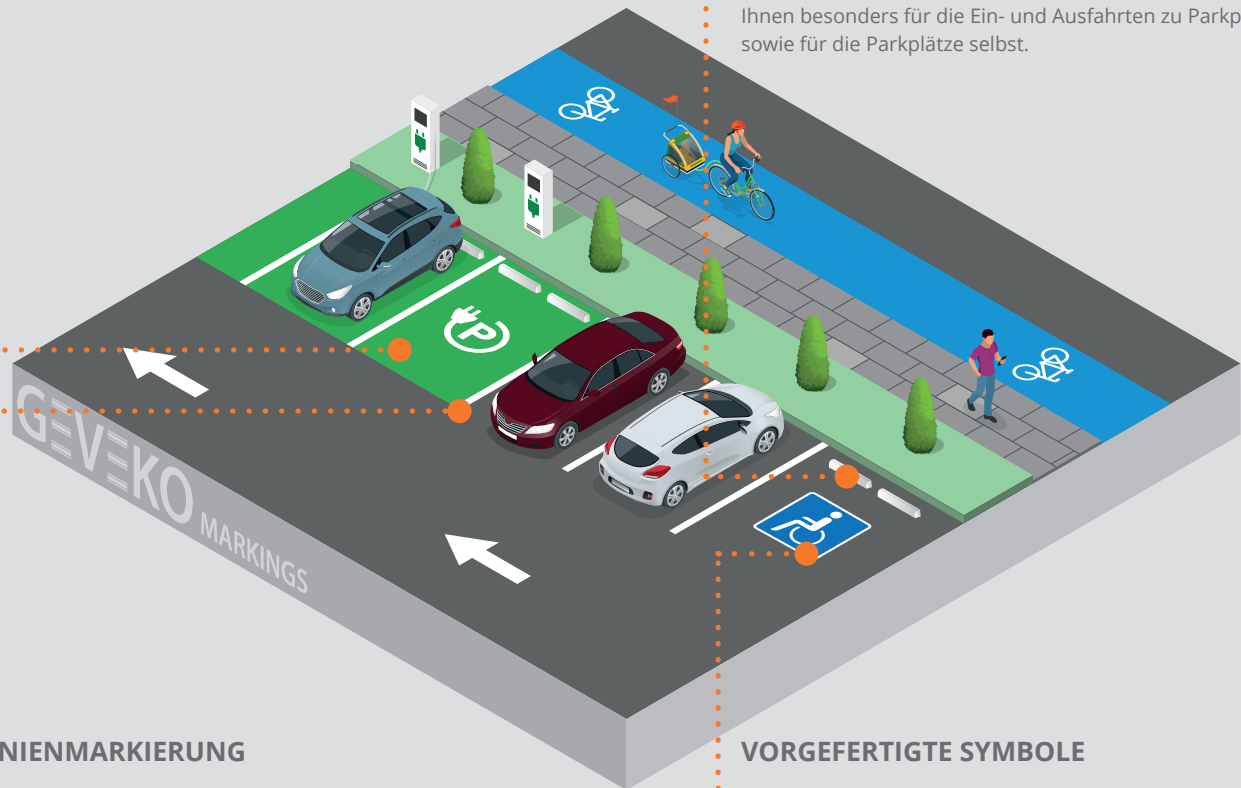 Ihnen besonders für die Ein- und Ausfahrten zu Parkp
sowie für die Parkplätze selbst.
P
GEVEKO MARKINGS
NIENMARKIERUNG
VORGEFERTIGTE SYMBOLE